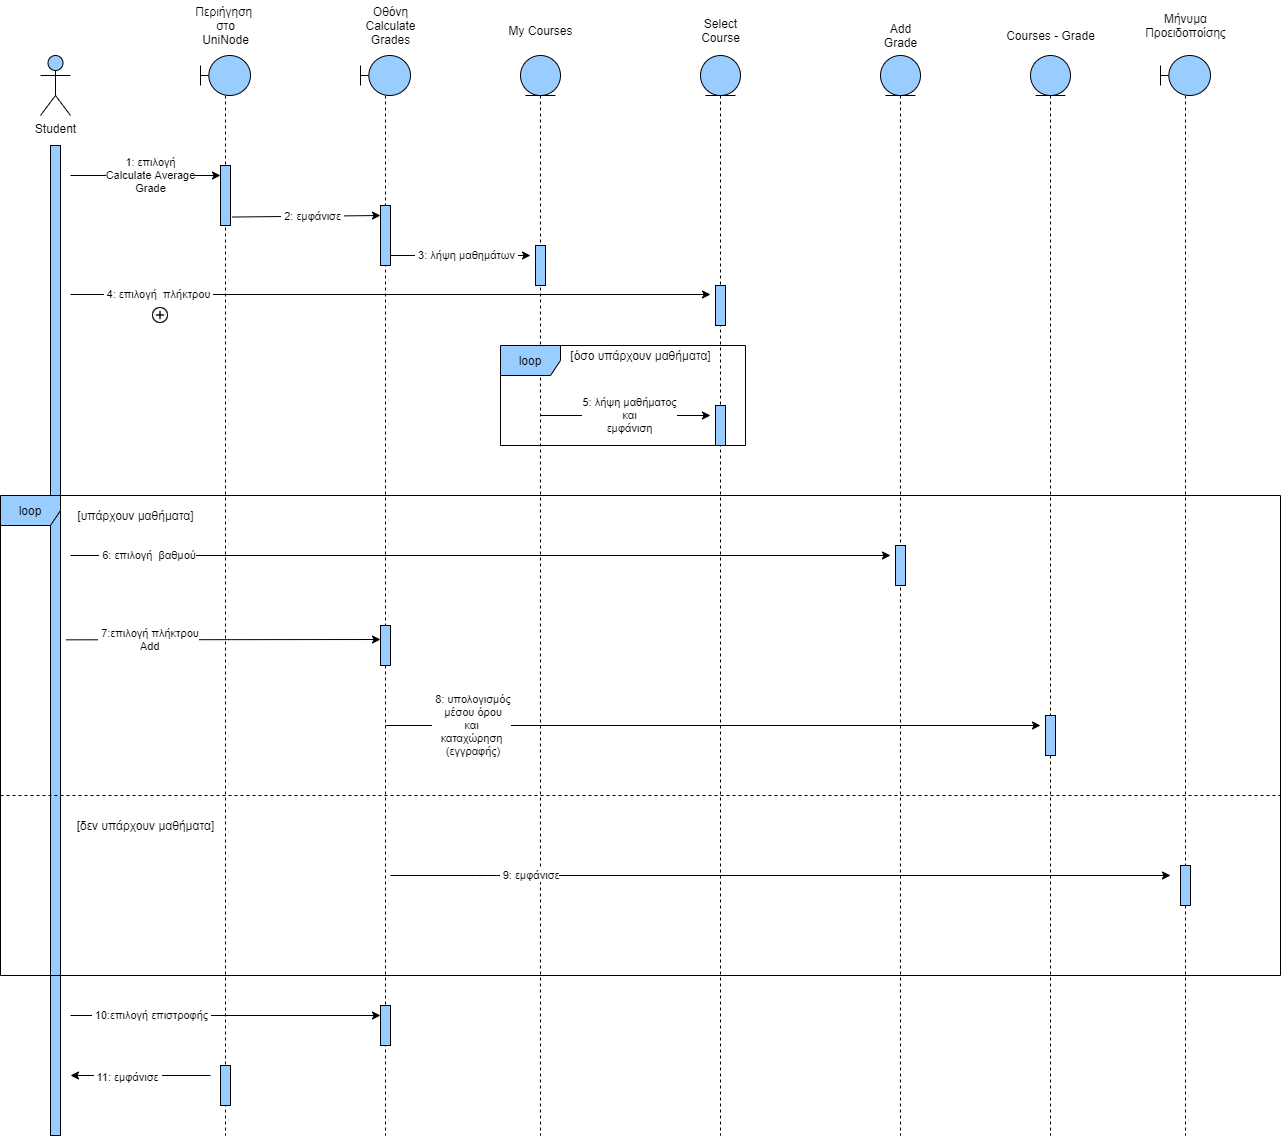 Περιήγηση
στο
UniNode
Οθόνη
Calculate
Grades
My Courses
Select
Course
Add
Grade
Courses - Grade
Μήνυμα
Προειδοποίσης
Student
1: επιλογή
Calculate Average
Grade
2: εμφάνισε
3: λήψη μαθημάτων
4: επιλογή πλήκτρου
loop
[όσο υπάρχουν μαθήματα]
5: λήψη μαθήματος
και
εμφάνιση
loop
[υπάρχουν μαθήματα]
6: επιλογή βαθμού
7:επιλογή πλήκτρου
Add
8: υπολογισμός
μέσου όρου
και
καταχώρηση
(εγγραφής)
[δεν υπάρχουν μαθήματα]
9: εμφάνισε
10:επιλογή επιστροφής
11: εμφάνισε